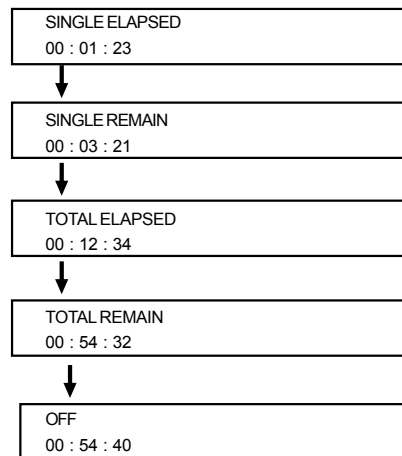 SINGLE ELAPSED
00 : 01 : 23
SINGLE REMAIN
00 : 03 : 21
TOTAL ELAPSED
00 : 12 : 34
TOTAL REMAIN
00 : 54 : 32
OFF
00 : 54 : 40